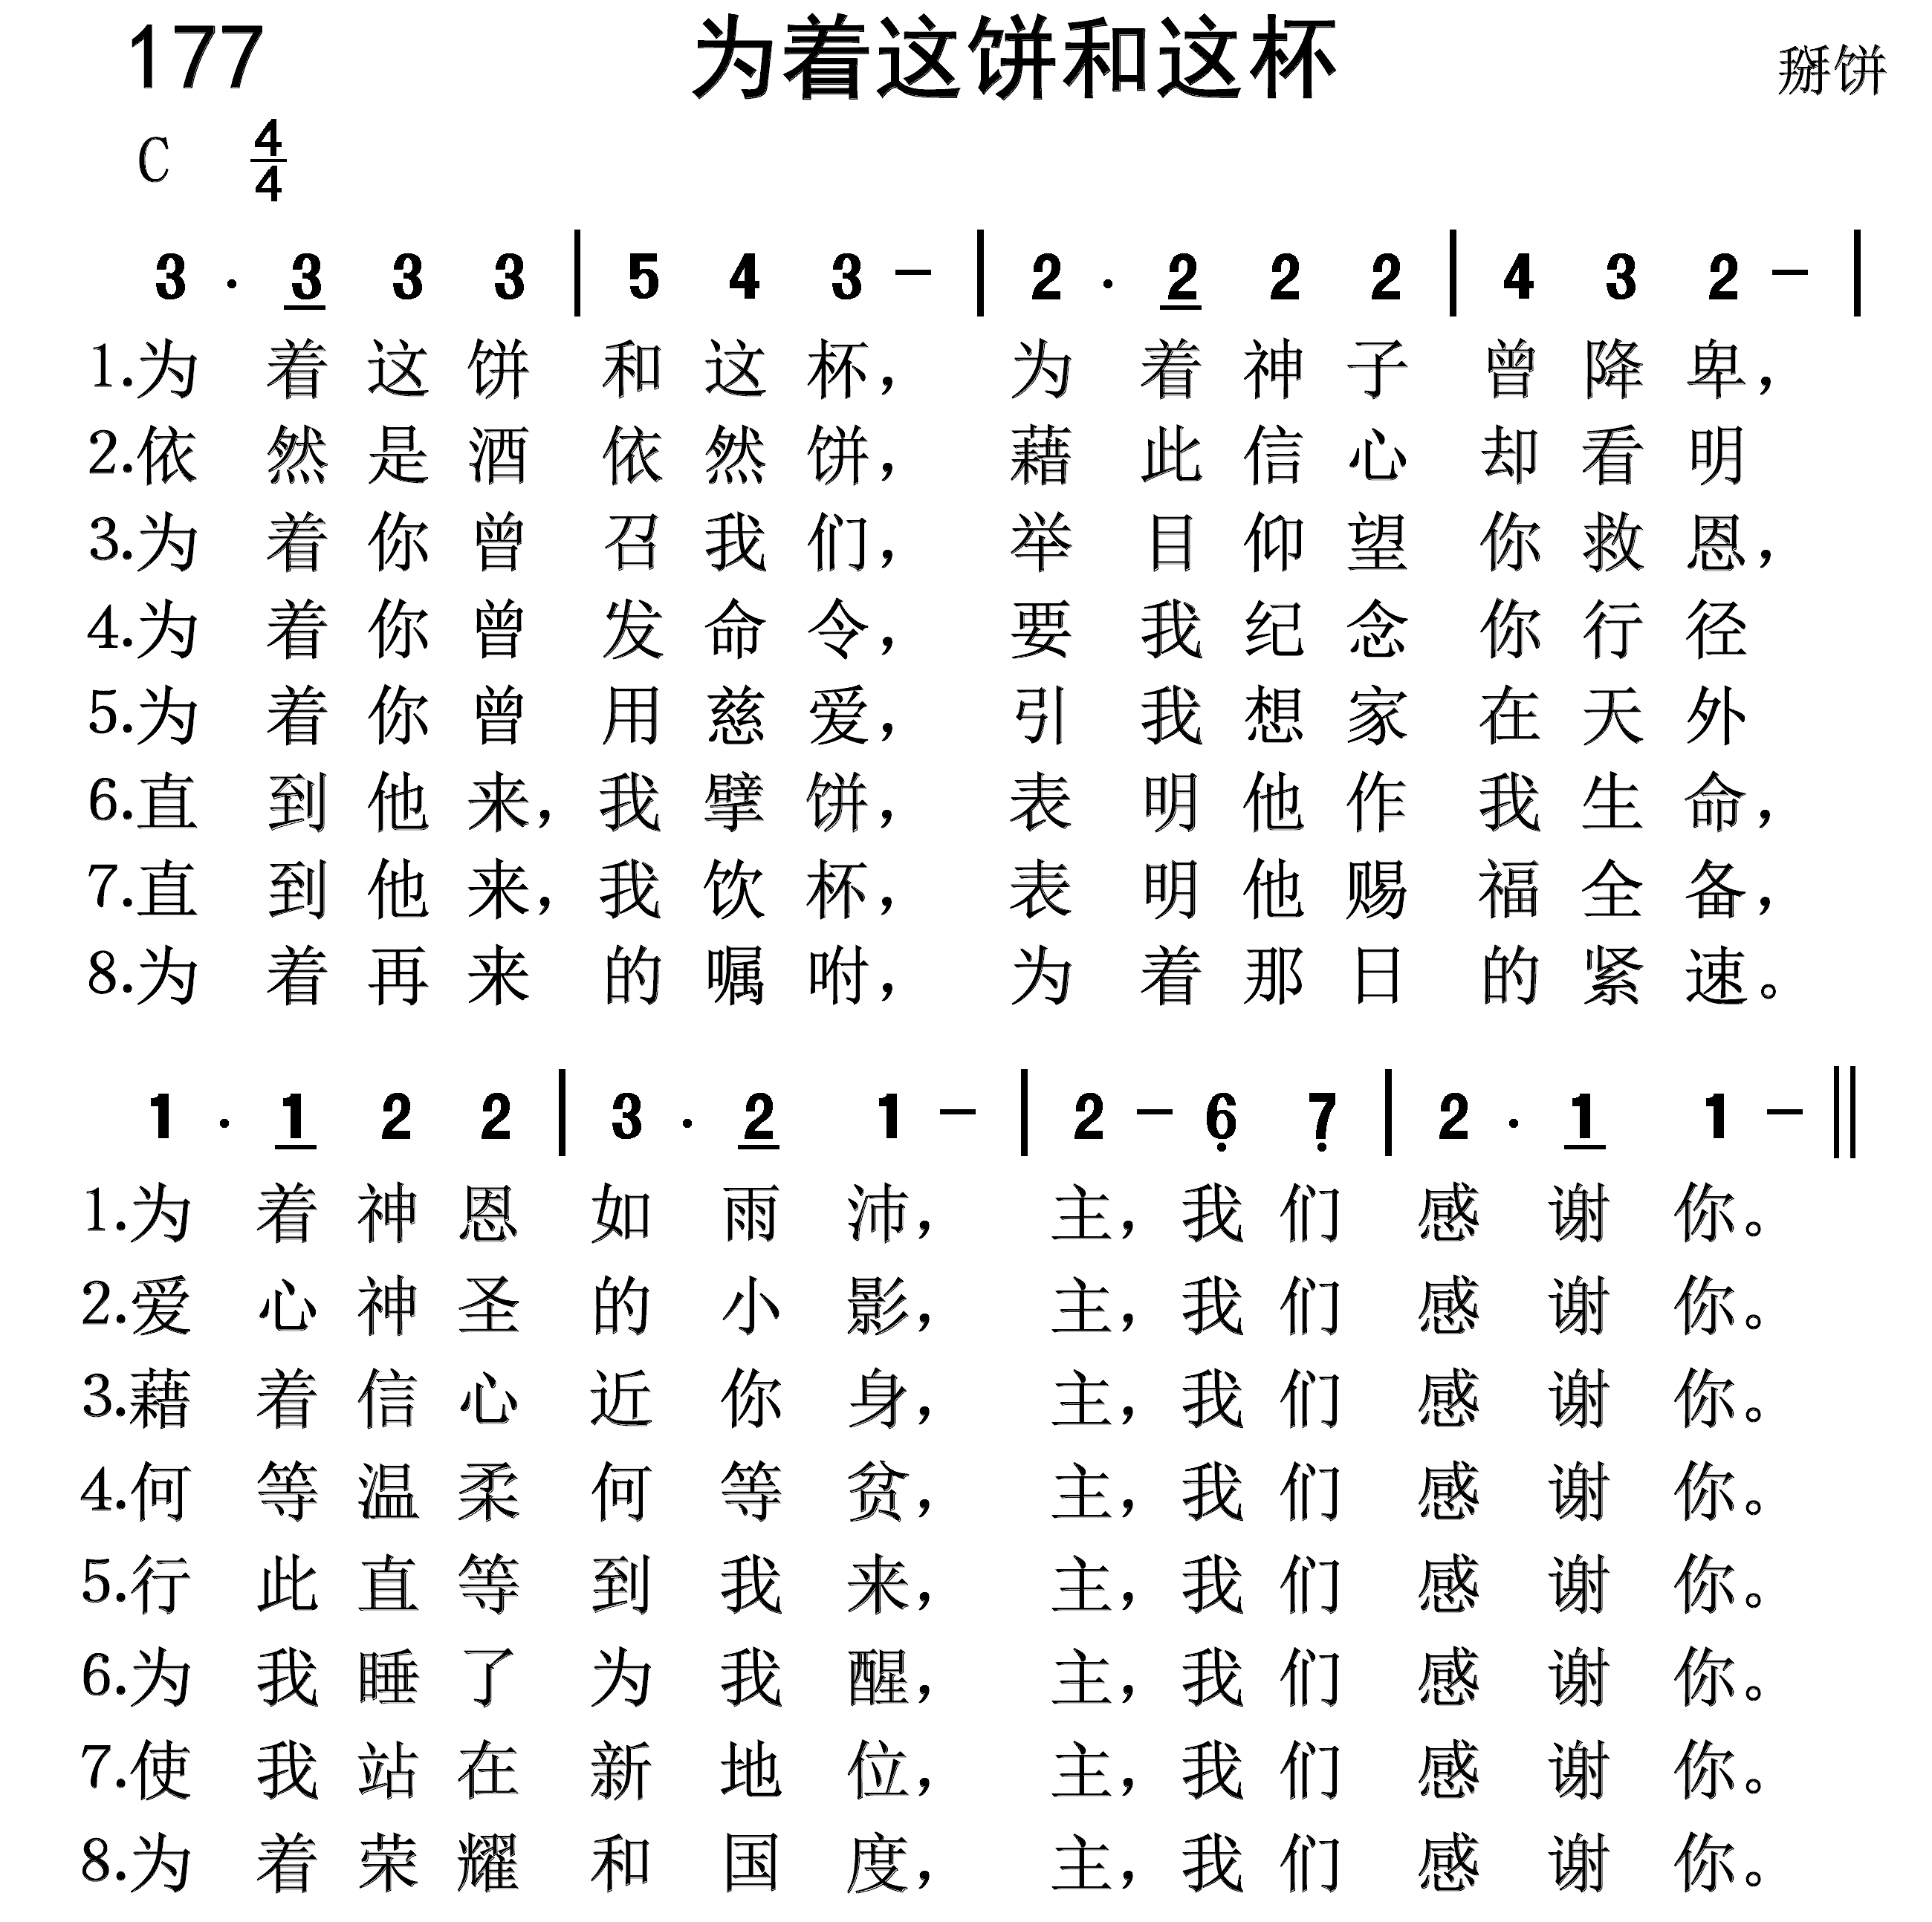 177 为着这饼和这杯 掰饼
C 4/4
3 . 3 3 3 | 5 4 3 － | 2 . 2 2 2 | 4 3 2 － |
1.为着这饼和这杯，为着神子曾降卑，
2.依然是酒依然饼，藉此信心却看明
3.为着你曾召我们，举目仰望你救恩，
4.为着你曾发命令，要我纪念你行径
5.为着你曾用慈爱，引我想家在天外
6.直到他来，我擘饼，表明他作我生命，
7.直到他来，我饮杯，表明他赐福全备，
8.为着再来的嘱咐，为着那日的紧速。
1 . 1 2 2 | 3 . 2 1 － | 2 － 6 7 | 2 . 1 1 － ||
1.为着神恩如雨沛，主，我们感谢你。
2.爱心神圣的小影，主，我们感谢你。
3.藉着信心近你身，主，我们感谢你。
4.何等温柔何等贫，主，我们感谢你。
5.行此直等到我来，主，我们感谢你。
6.为我睡了为我醒，主，我们感谢你。
7.使我站在新地位，主，我们感谢你。
8.为着荣耀和国度，主，我们感谢你。